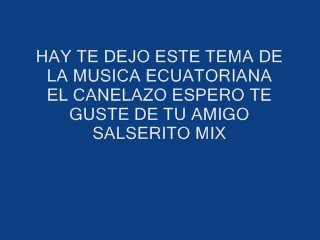 HAY TE DEJO ESTE TEMA DE
LA MUSICA ECUATORIANA
EL CANELAZO ESPERO TE
GUSTE DE TU AMIGO
SALSERITO MIX